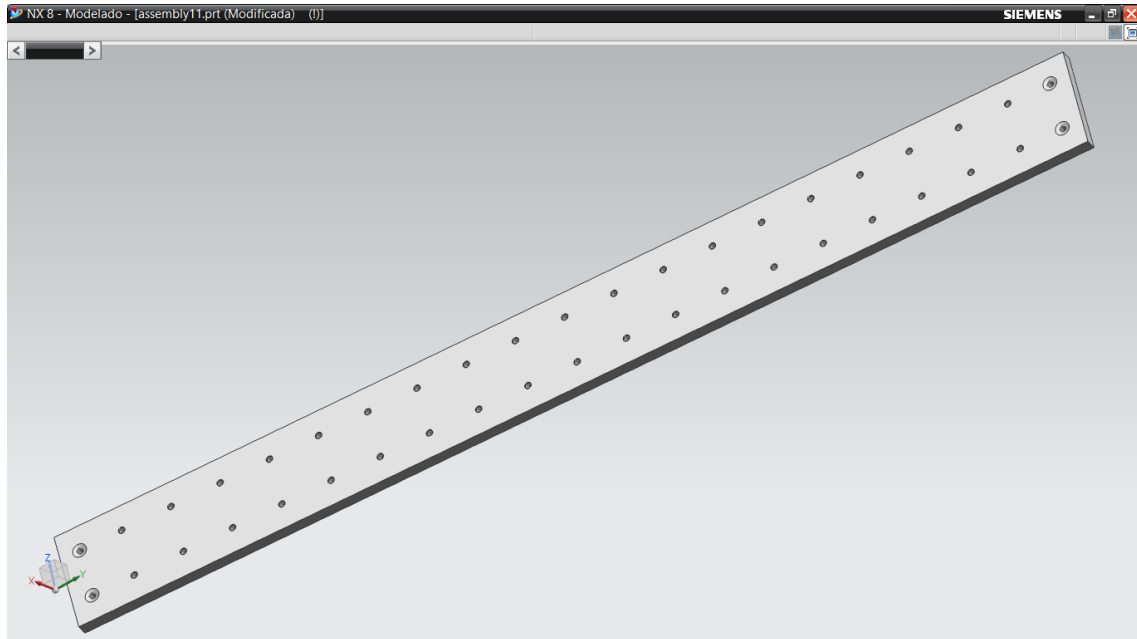 NX 8 - Modelado - [assembly11.prt (Modificada) (!)]
SIEMENS
Z
X
Y